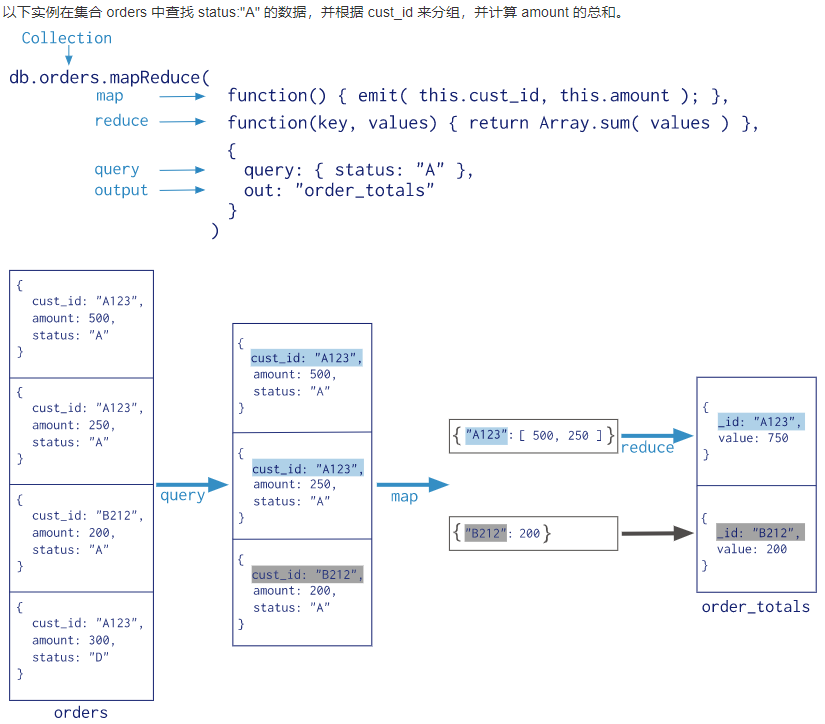 以下实例在集合 orders 中查找 status:"A" 的数据，并根据 cust_id 来分组，并计算 amount 的总和。
Collection
db.orders.mapReduce(
map function() { emit( this.cust_id, this.amount ); },
reduce function(key, values) { return Array.sum( values ) },
{
query query: { status: "A" },
output out: "order_totals"
}
)
{
cust_id: "A123",
amount: 500,
status: "A"
}
{
cust_id: "A123",
amount: 250,
status: "A"
}
{
cust_id: "B212",
amount: 200,
status: "A"
}
{
cust_id: "A123",
amount: 300,
status: "D"
}
orders
query
{
cust_id: "A123",
amount: 500,
status: "A"
}
{
cust_id: "A123",
amount: 250,
status: "A"
}
{
cust_id: "B212",
amount: 200,
status: "A"
}
map
{"A123": [ 500, 250 ]}
{"B212": 200}
reduce
{
_id: "A123",
value: 750
}
{
_id: "B212",
value: 200
}
order_totals